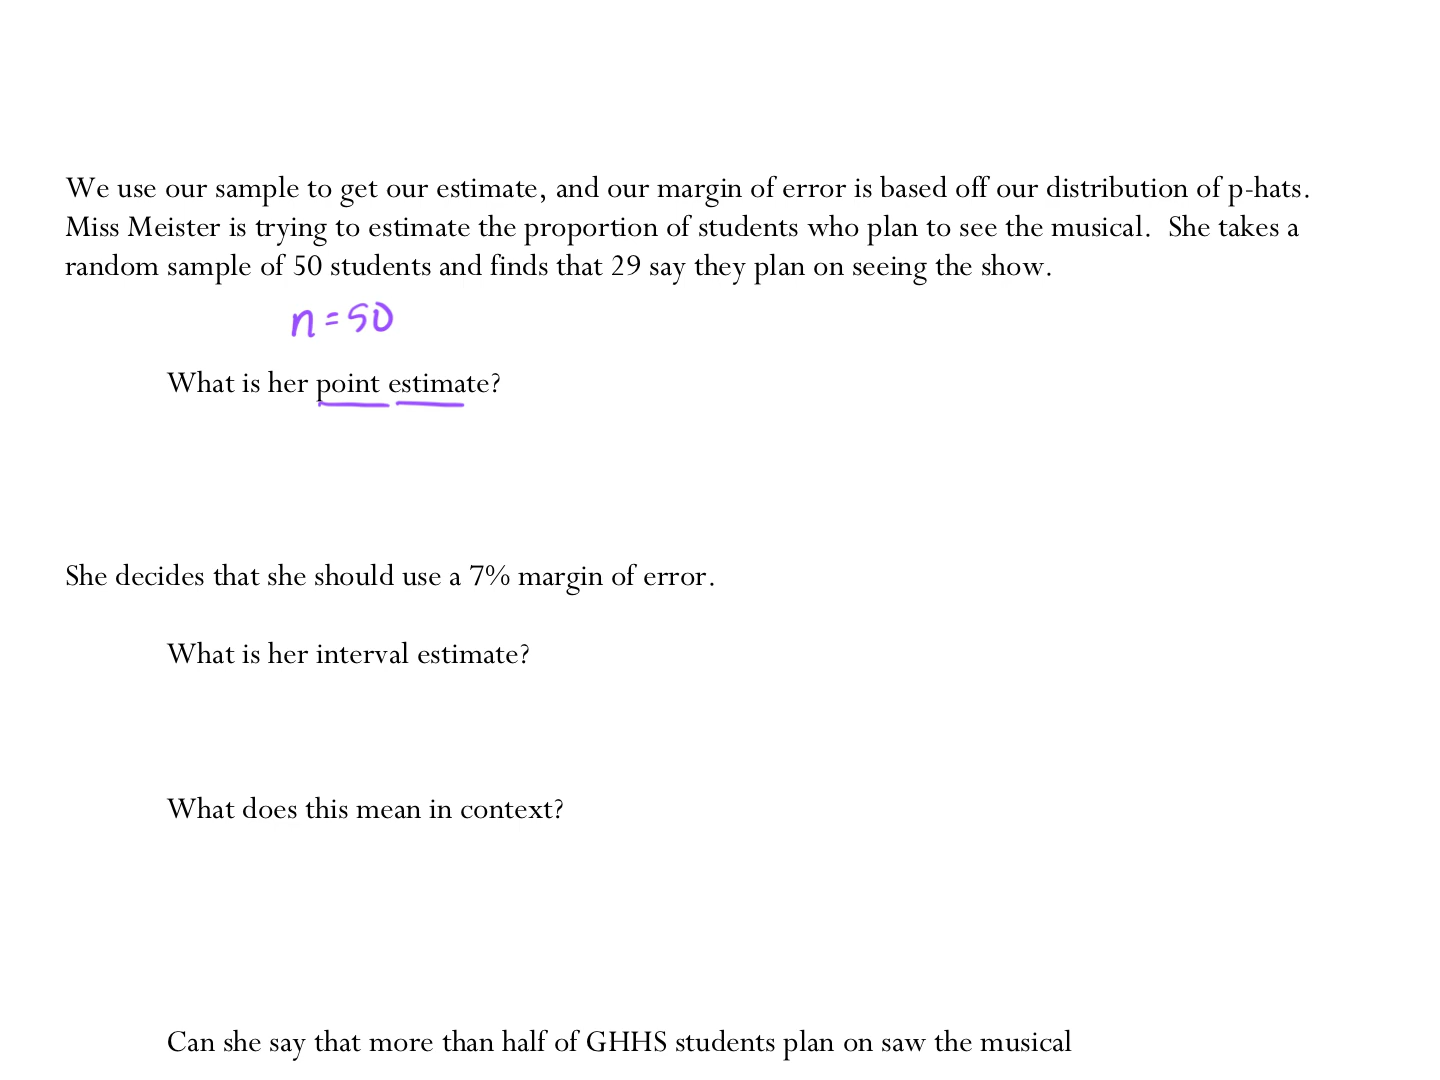 We use our sample to get our estimate, and our margin of error is based off our distribution of p-hats.
Miss Meister is trying to estimate the proportion of students who plan to see the musical.  She takes a
random sample of 50 students and finds that 29 say they plan on seeing the show.
n = 50
What is her point estimate?
She decides that she should use a 7% margin of error.
What is her interval estimate?
What does this mean in context?
Can she say that more than half of GHHS students plan on saw the musical